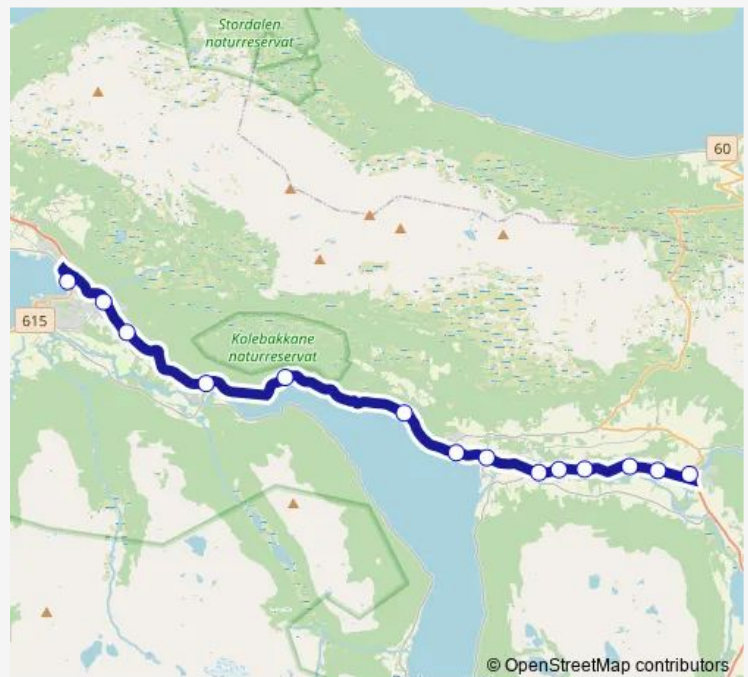 Stordalen
naturreservat
60
615
Kolebakkane
naturreservat
© OpenStreetMap contributors